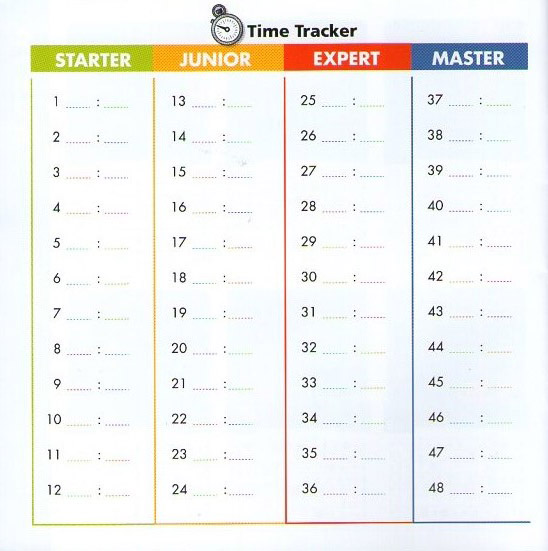 Time Tracker
STARTER JUNIOR EXPERT MASTER
1 ...... : ...... 13 ...... : ...... 25 ...... : ...... 37 ...... : ......
2 ...... : ...... 14 ...... : ...... 26 ...... : ...... 38 ...... : ......
3 ...... : ...... 15 ...... : ...... 27 ...... : ...... 39 ...... : ......
4 ...... : ...... 16 ...... : ...... 28 ...... : ...... 40 ...... : ......
5 ...... : ...... 17 ...... : ...... 29 ...... : ...... 41 ...... : ......
6 ...... : ...... 18 ...... : ...... 30 ...... : ...... 42 ...... : ......
7 ...... : ...... 19 ...... : ...... 31 ...... : ...... 43 ...... : ......
8 ...... : ...... 20 ...... : ...... 32 ...... : ...... 44 ...... : ......
9 ...... : ...... 21 ...... : ...... 33 ...... : ...... 45 ...... : ......
10 ...... : ...... 22 ...... : ...... 34 ...... : ...... 46 ...... : ......
11 ...... : ...... 23 ...... : ...... 35 ...... : ...... 47 ...... : ......
12 ...... : ...... 24 ...... : ...... 36 ...... : ...... 48 ...... : ......